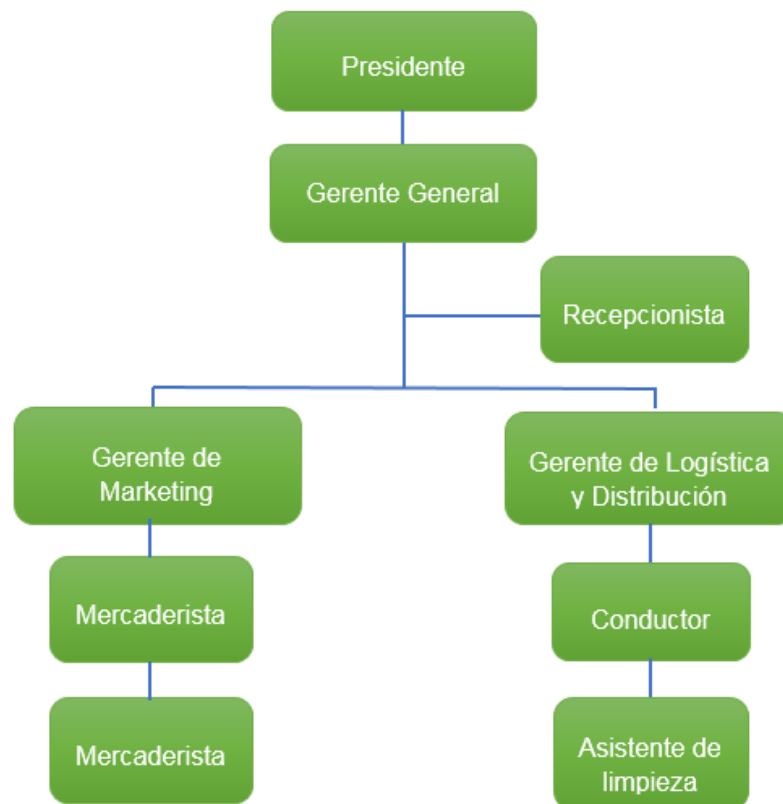 Presidente
Gerente General
Recepcionista
Gerente de
Marketing
Gerente de Logística
y Distribución
Mercaderista
Conductor
Mercaderista
Asistente de
limpieza